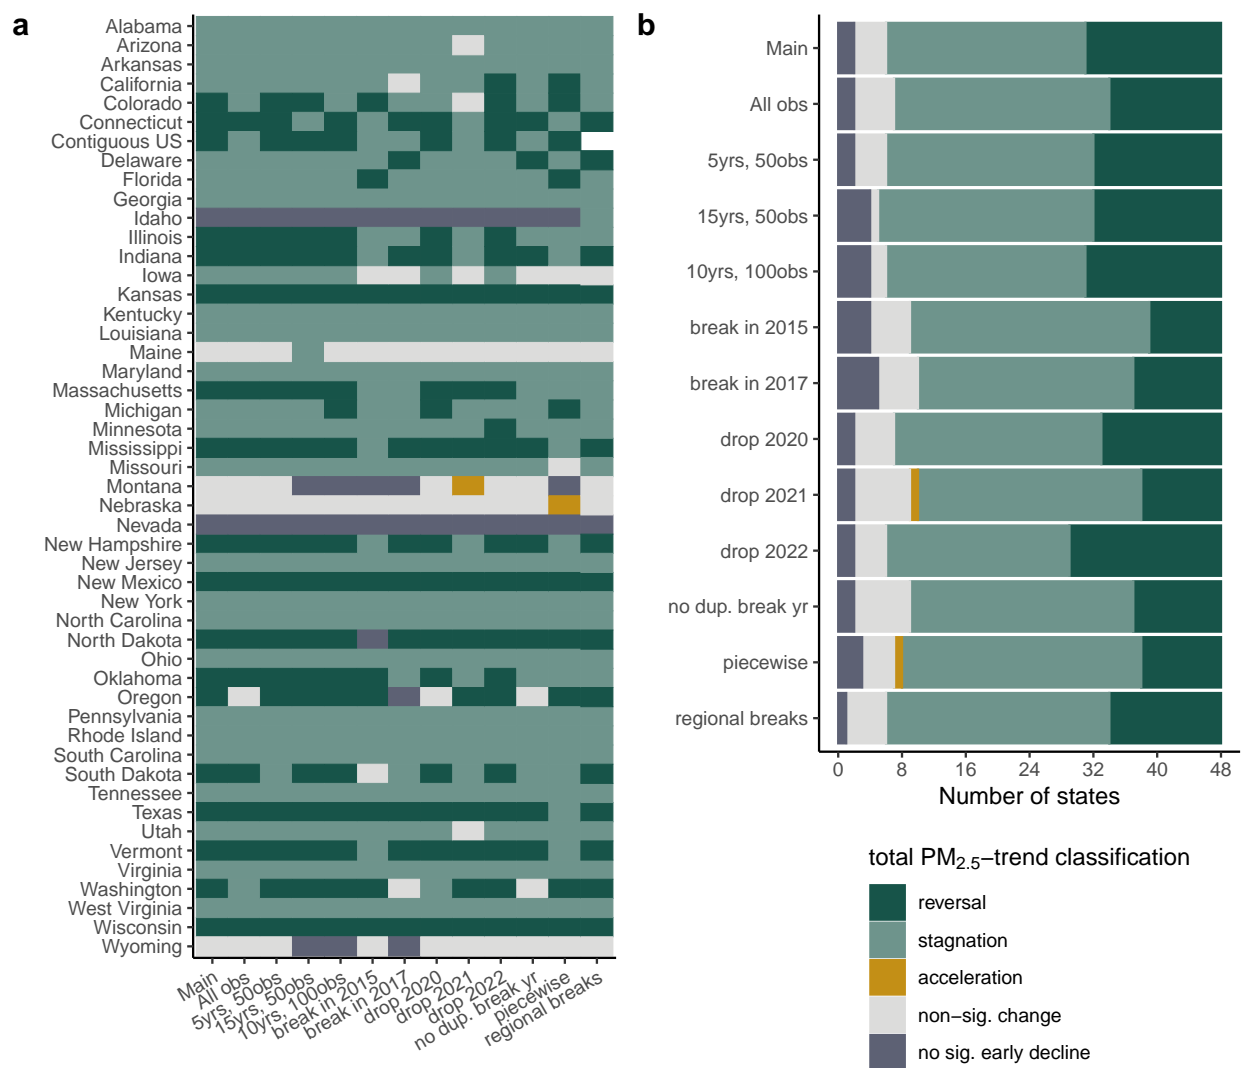 a
Alabama
Arizona
Arkansas
California
Colorado
Connecticut
Contiguous US
Delaware
Florida
Georgia
Idaho
Illinois
Indiana
Iowa
Kansas
Kentucky
Louisiana
Maine
Maryland
Massachusetts
Michigan
Minnesota
Mississippi
Missouri
Montana
Nebraska
Nevada
New Hampshire
New Jersey
New Mexico
New York
North Carolina
North Dakota
Ohio
Oklahoma
Oregon
Pennsylvania
Rhode Island
South Carolina
South Dakota
Tennessee
Texas
Utah
Vermont
Virginia
Washington
West Virginia
Wisconsin
Wyoming
Main
All obs
5yrs, 50obs
15yrs, 50obs
10yrs, 100obs
break in 2015
break in 2017
drop 2020
drop 2021
drop 2022
no dup. break yr
piecewise
regional breaks
b
Main
All obs
5yrs, 50obs
15yrs, 50obs
10yrs, 100obs
break in 2015
break in 2017
drop 2020
drop 2021
drop 2022
no dup. break yr
piecewise
regional breaks
0 8 16 24 32 40 48
Number of states
total PM2.5−trend classification
reversal
stagnation
acceleration
non−sig. change
no sig. early decline